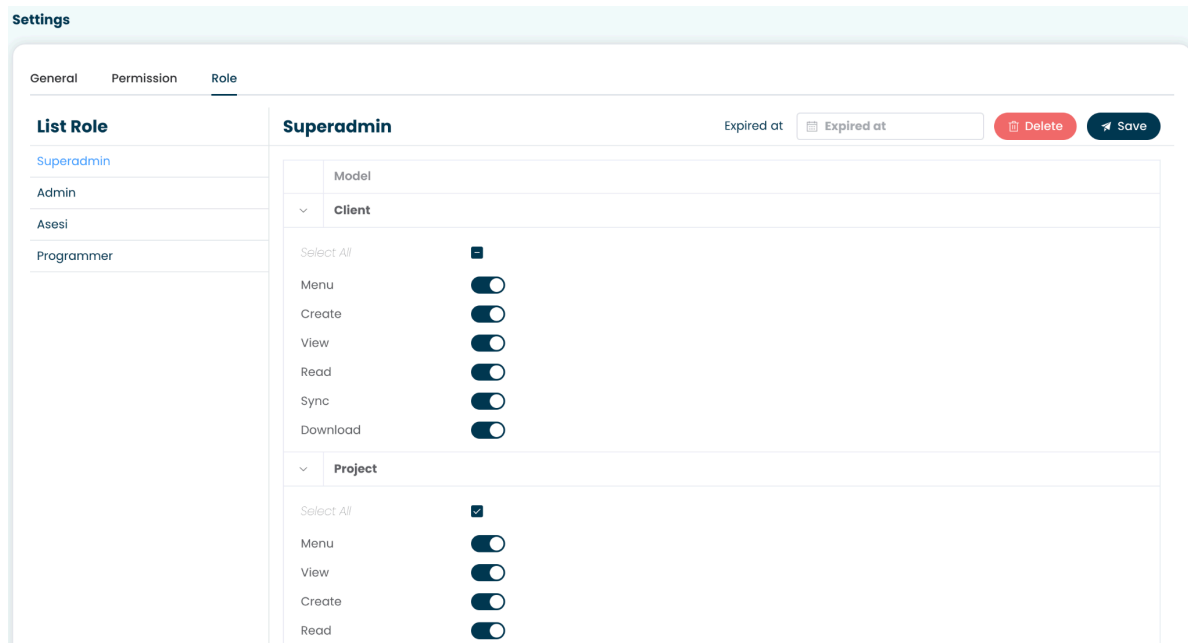 Settings
General Permission Role
List Role
Superadmin
Admin
Asesi
Programmer
Superadmin Expired at Expired at Delete Save
Model
Client
Select All
Menu
Create
View
Read
Sync
Download
Project
Select All
Menu
View
Create
Read